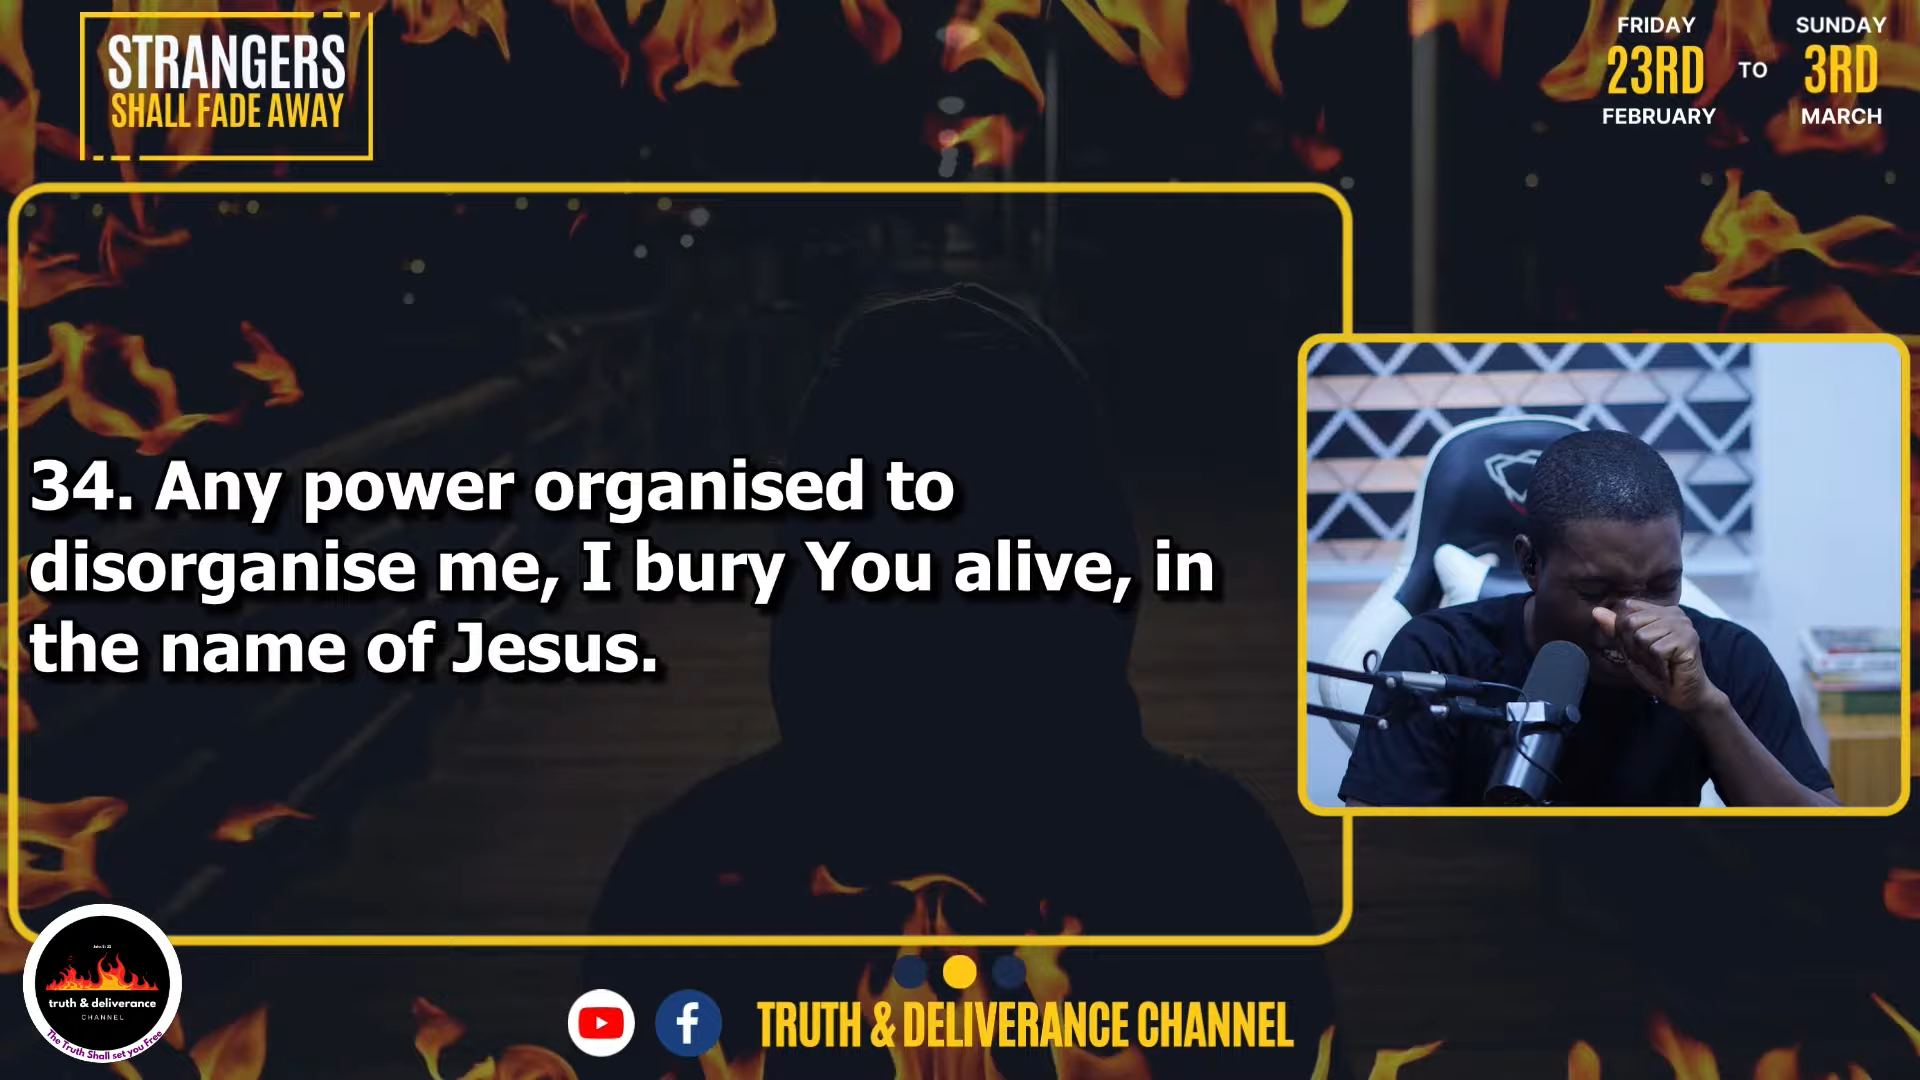 STRANGERS
SHALL FADE AWAY
FRIDAY
23RD
FEBRUARY
TO
SUNDAY
3RD
MARCH
34. Any power organised to
disorganise me, I bury You alive, in
the name of Jesus.
truth & deliverance
CHANNEL
The Truth Shall set you Free
TRUTH & DELIVERANCE CHANNEL